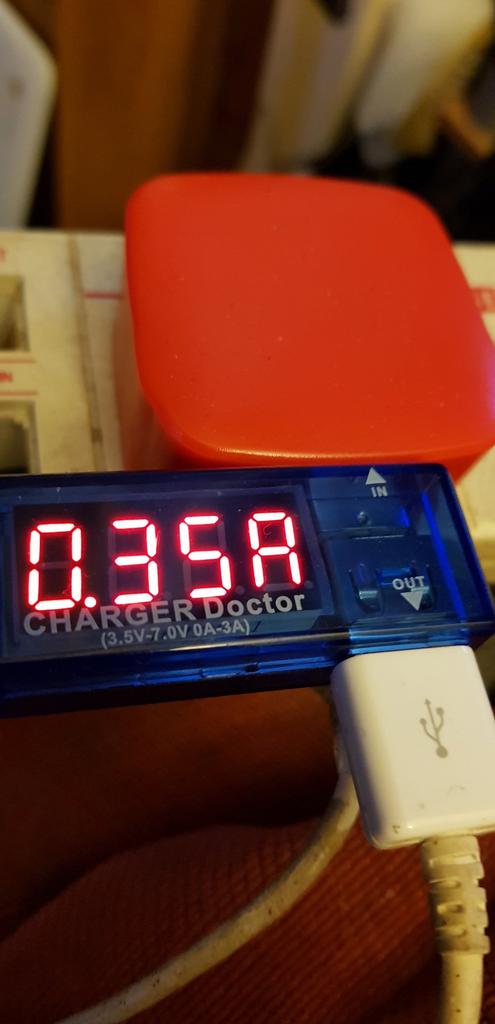 IN
0.35A
OUT
CHARGER Doctor
(3.5V-7.0V 0A-3A)